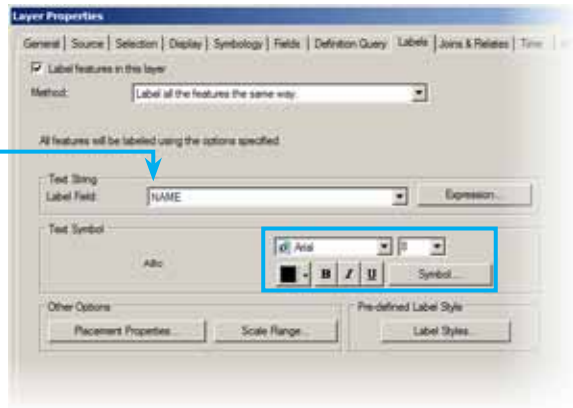 Layer Properties
General Source Selection Display Symbology Fields Definition Query Labels Joins & Relates Time
Label features in this layer
Method: Label all the features the same way.
All features will be labeled using the options specified.
Text String
Label Field: NAME Expression...
Text Symbol
Arial 8
B I U Symbol...
Other Options Pre-defined Label Style
Placement Properties... Scale Range... Label Styles...